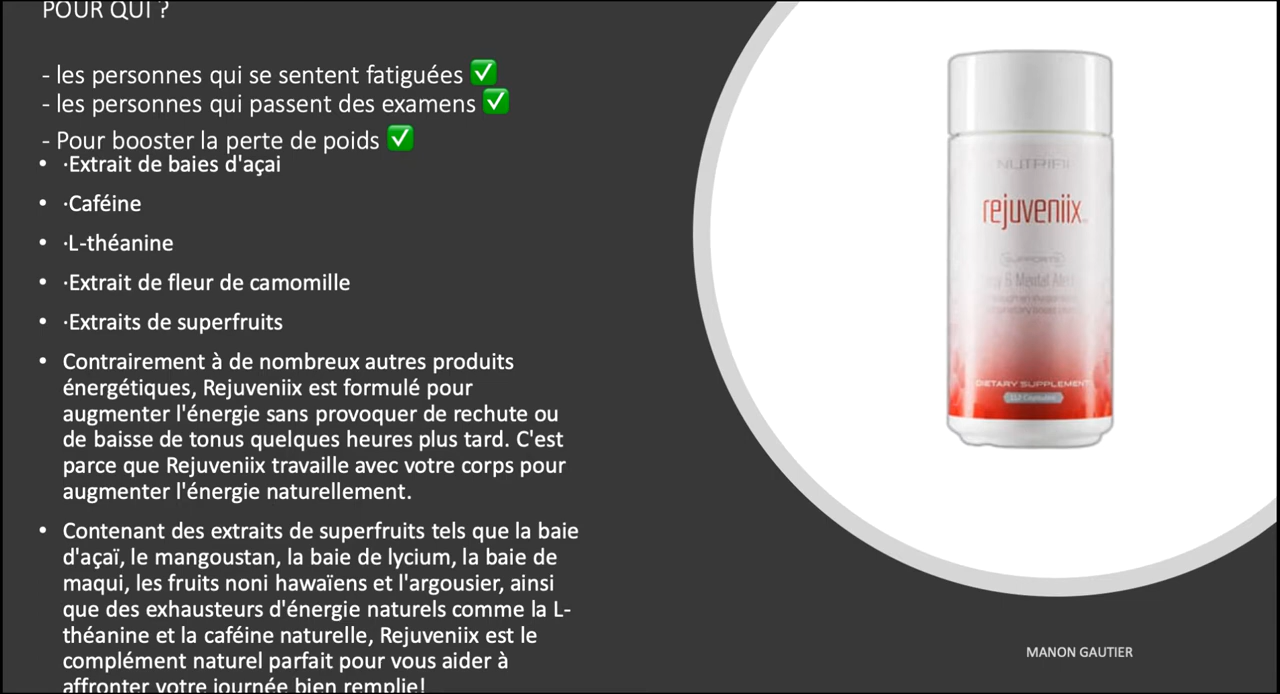 POUR QUI ?
- les personnes qui se sentent fatiguées ✅
- les personnes qui passent des examens ✅
- Pour booster la perte de poids ✅
• ·Extrait de baies d'açai
• ·Caféine
• ·L-théanine
• ·Extrait de fleur de camomille
• ·Extraits de superfruits
• Contrairement à de nombreux autres produits
énergétiques, Rejuveniix est formulé pour
augmenter l'énergie sans provoquer de rechute ou
de baisse de tonus quelques heures plus tard. C'est
parce que Rejuveniix travaille avec votre corps pour
augmenter l'énergie naturellement.
• Contenant des extraits de superfruits tels que la baie
d'açaï, le mangoustan, la baie de lycium, la baie de
maqui, les fruits noni hawaïens et l'argousier, ainsi
que des exhausteurs d'énergie naturels comme la L-
théanine et la caféine naturelle, Rejuveniix est le
complément naturel parfait pour vous aider à
affronter votre journée bien remplie!
NUTRIFII
rejuveniix
SUPPORTS
& Mental
DIETARY SUPPLEMENT
Capsules
MANON GAUTIER